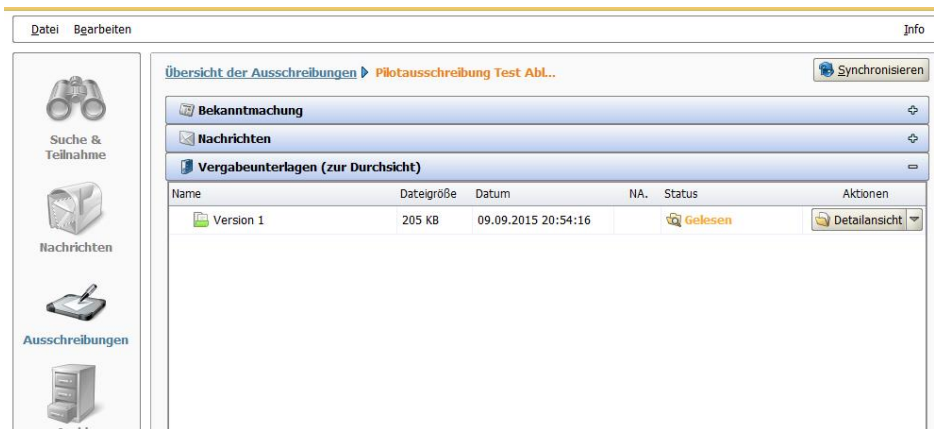 Datei Bearbeiten Info
Übersicht der Ausschreibungen Pilotausschreibung Test Abl... Synchronisieren
Bekanntmachung
Nachrichten
Vergabeunterlagen (zur Durchsicht)
Name Dateigröße Datum NA. Status Aktionen
Version 1 205 KB 09.09.2015 20:54:16 Gelesen Detailansicht
Suche &
Teilnahme
Nachrichten
Ausschreibungen